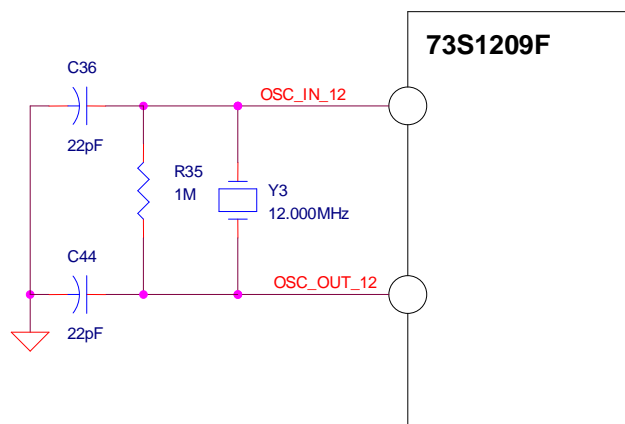 73S1209F
C36
OSC_IN_12
22pF
R35
1M
Y3
12.000MHz
C44
OSC_OUT_12
22pF